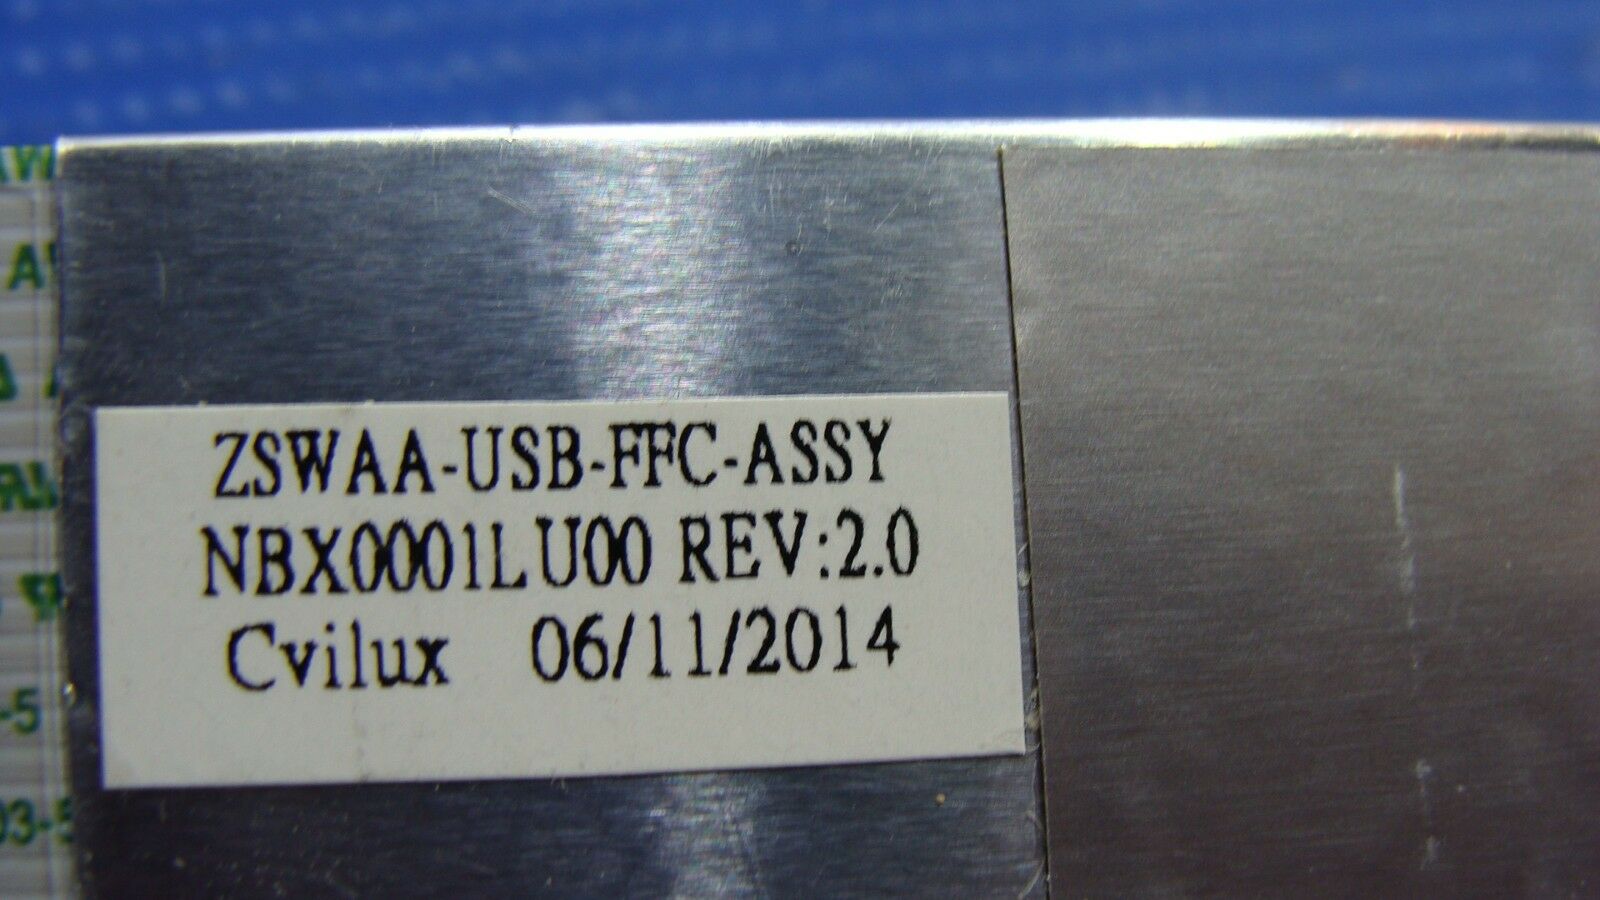 ZSWAA-USB-FFC-ASSY
NBX0001LU00 REV:2.0
Cvilux 06/11/2014